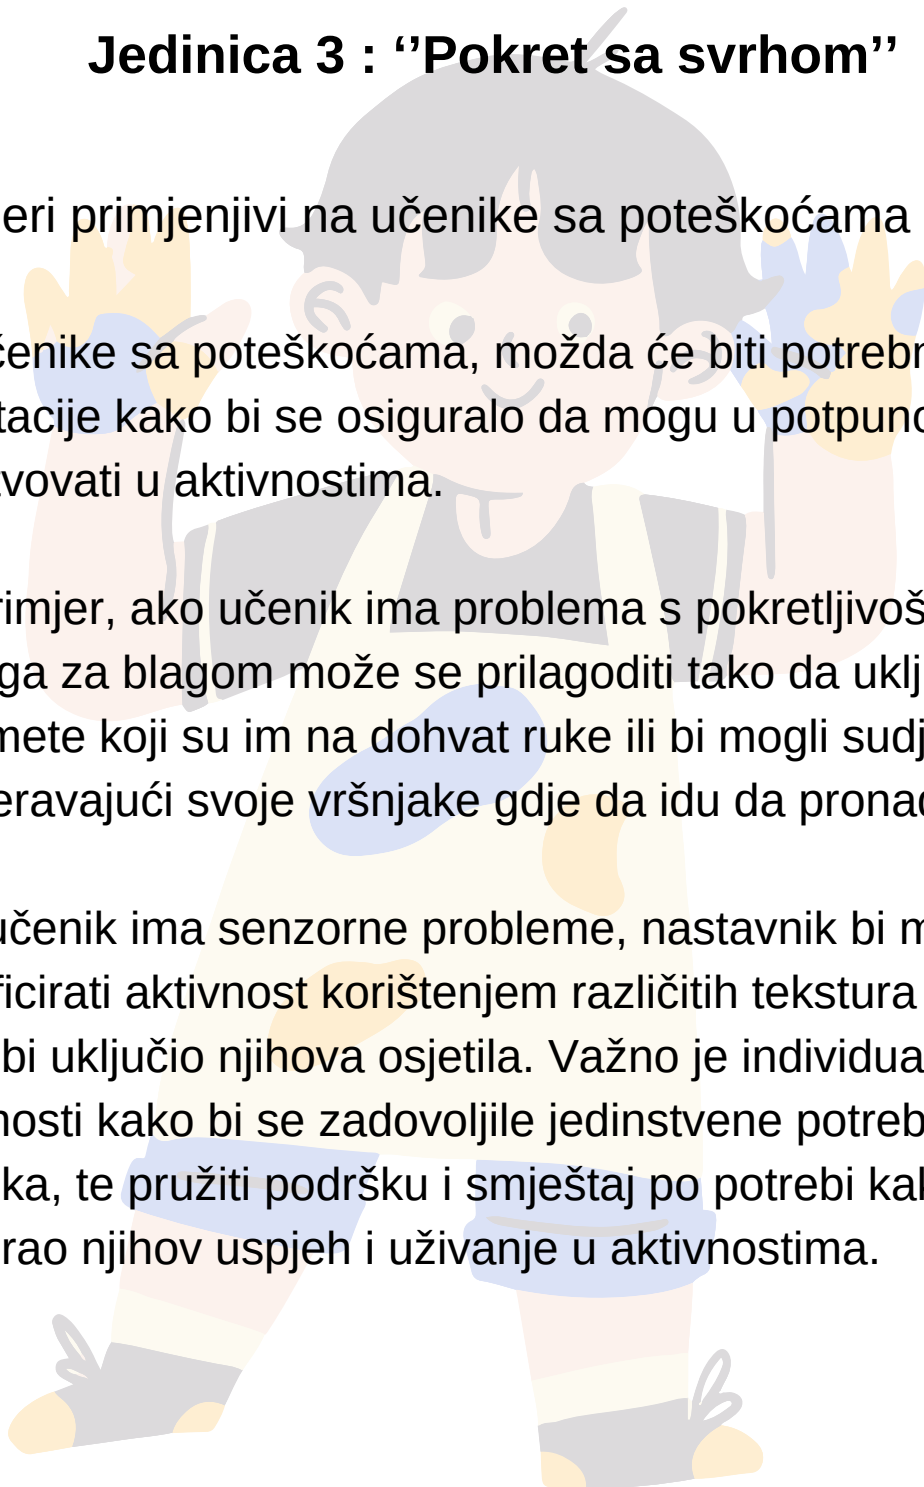 Jedinica 3 : ‘’Pokret sa svrhom’’
eri primjenjivi na učenike sa poteškoćama
čenike sa poteškoćama, možda će biti potrebn
tacije kako bi se osiguralo da mogu u potpuno
vovati u aktivnostima.
rimjer, ako učenik ima problema s pokretljivoš
ga za blagom može se prilagoditi tako da uklj
mete koji su im na dohvat ruke ili bi mogli sudj
eravajući svoje vršnjake gdje da idu da pronađ
učenik ima senzorne probleme, nastavnik bi m
ficirati aktivnost korištenjem različitih tekstura
bi uključio njihova osjetila. Važno je individua
nosti kako bi se zadovoljile jedinstvene potreb
ka, te pružiti podršku i smještaj po potrebi kak
rao njihov uspjeh i uživanje u aktivnostima.